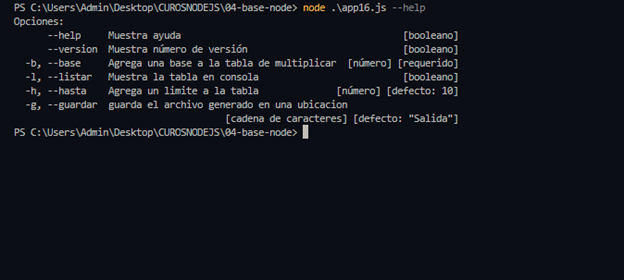 PS C:\Users\Admin\Desktop\CUROSNODEJS\04-base-node> node .\app16.js --help
Opciones:
      --help     Muestra ayuda                                        [booleano]
      --version  Muestra número de versión                            [booleano]
  -b, --base     Agrega una base a la tabla de multiplicar  [número] [requerido]
  -l, --listar   Muestra la tabla en consola                          [booleano]
  -h, --hasta    Agrega un limite a la tabla              [número] [defecto: 10]
  -g, --guardar  guarda el archivo generado en una ubicacion
                                 [cadena de caracteres] [defecto: "Salida"]
PS C:\Users\Admin\Desktop\CUROSNODEJS\04-base-node>